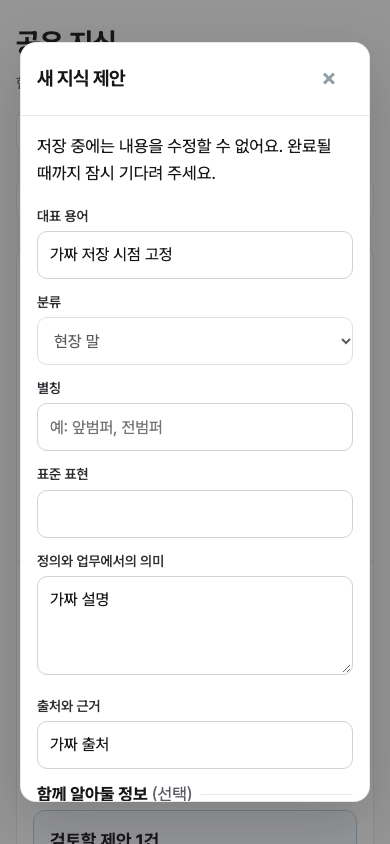 공유 지식
새 지식 제안
저장 중에는 내용을 수정할 수 없어요. 완료될
때까지 잠시 기다려 주세요.
대표 용어
가짜 저장 시점 고정
분류
현장 말
별칭
예: 앞범퍼, 전범퍼
표준 표현
정의와 업무에서의 의미
가짜 설명
출처와 근거
가짜 출처
함께 알아둘 정보 (선택)
검토할 제안 1건